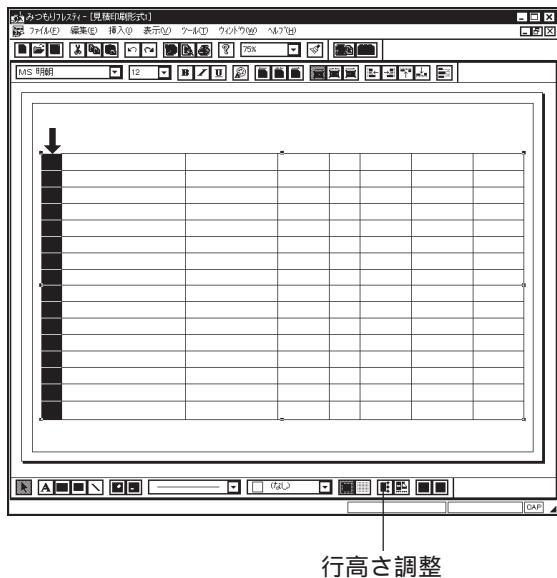 みつもりフレスティ - [見積印刷形式1]
ファイル(F) 編集(E) 挿入(I) 表示(V) ツール(T) ウィンドウ(W) ヘルプ(H)
75%
MS 明朝 12 B I U
A (なし)
CAP
行高さ調整